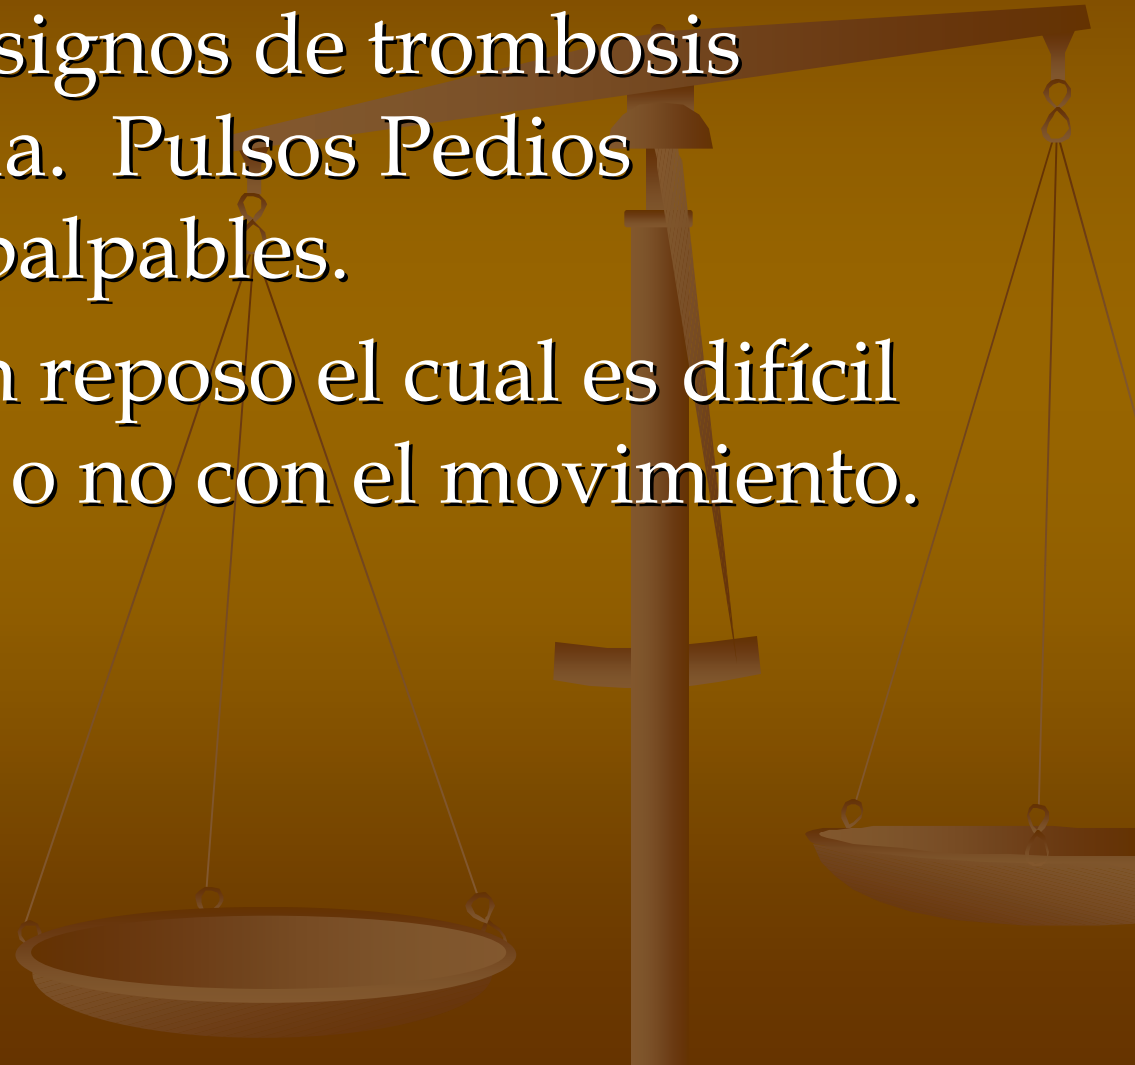 signos de trombosis
a. Pulsos Pedios
palpables.
reposo el cual es difícil
o no con el movimiento.